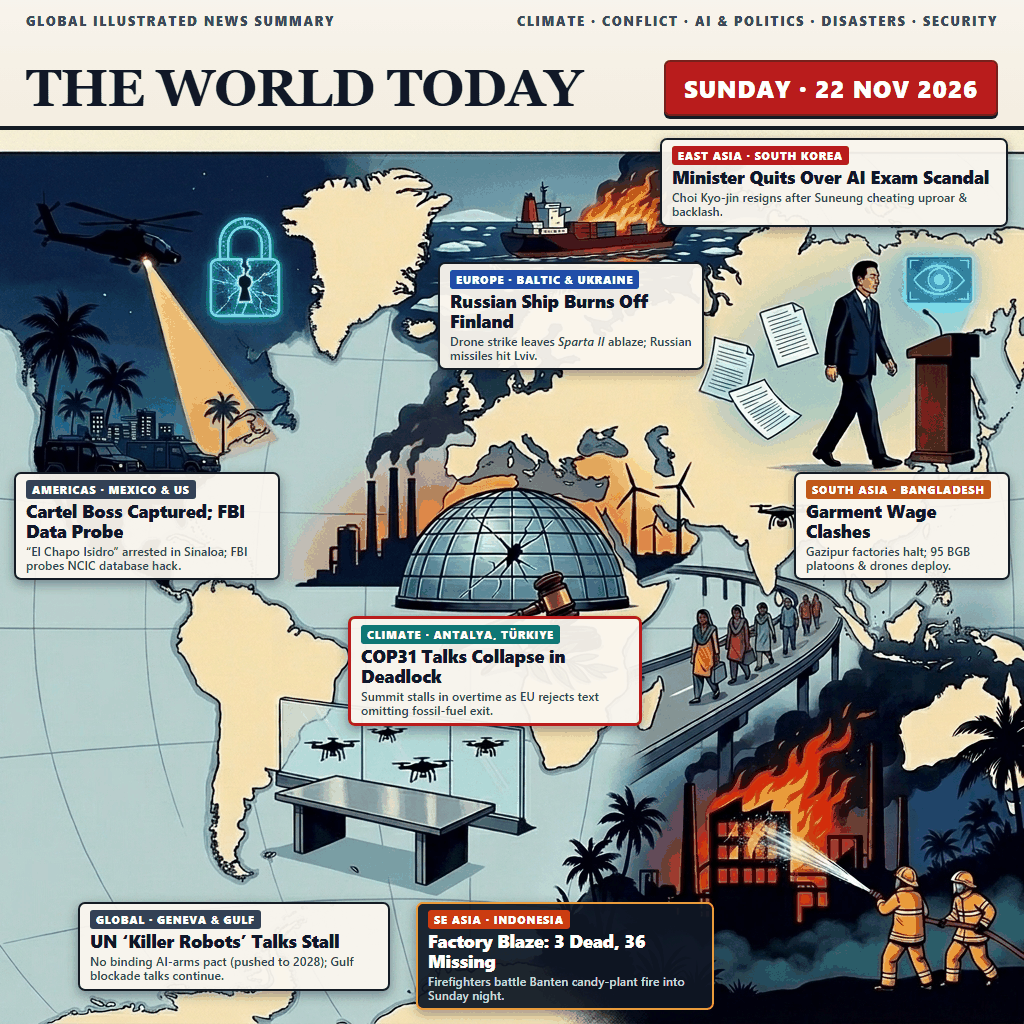 GLOBAL ILLUSTRATED NEWS SUMMARY
CLIMATE · CONFLICT · AI & POLITICS · DISASTERS · SECURITY
THE WORLD TODAY
SUNDAY · 22 NOV 2026
EAST ASIA · SOUTH KOREA
Minister Quits Over AI Exam Scandal
Choi Kyo-jin resigns after Suneung cheating uproar &
backlash.
EUROPE · BALTIC & UKRAINE
Russian Ship Burns Off
Finland
Drone strike leaves Sparta II ablaze; Russian
missiles hit Lviv.
AMERICAS · MEXICO & US
Cartel Boss Captured; FBI
Data Probe
“El Chapo Isidro” arrested in Sinaloa; FBI
probes NCIC database hack.
SOUTH ASIA · BANGLADESH
Garment Wage
Clashes
Gazipur factories halt; 95 BGB
platoons & drones deploy.
CLIMATE · ANTALYA, TÜRKIYE
COP31 Talks Collapse in
Deadlock
Summit stalls in overtime as EU rejects text
omitting fossil-fuel exit.
GLOBAL · GENEVA & GULF
UN ‘Killer Robots’ Talks Stall
No binding AI-arms pact (pushed to 2028); Gulf
blockade talks continue.
SE ASIA · INDONESIA
Factory Blaze: 3 Dead, 36
Missing
Firefighters battle Banten candy-plant fire into
Sunday night.